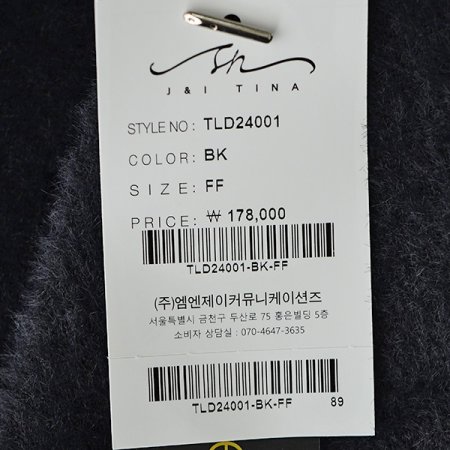 J & I TINA
STYLE NO : TLD24001
COLOR: BK
SIZE: FF
PRICE: ₩ 178,000
TLD24001-BK-FF
(주)엠엔제이커뮤니케이션즈
서울특별시 금천구 두산로 75 홍은빌딩 5층
소비자 상담실 : 070-4647-3635
TLD24001-BK-FF 89